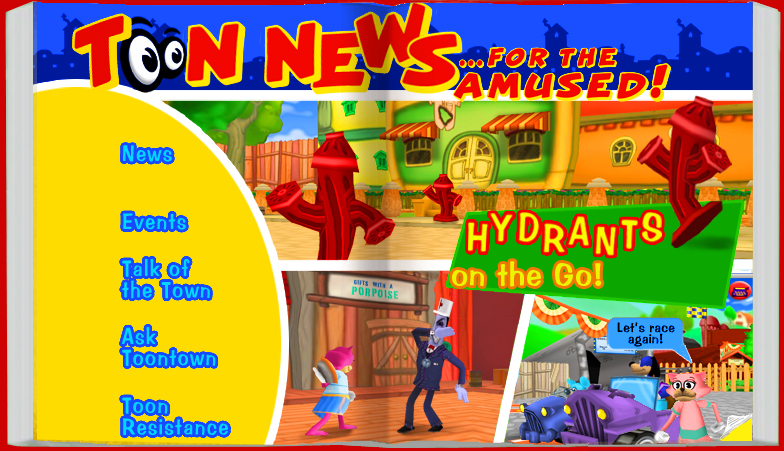 TOON NEWS
...FOR THE
AMUSED!
News
Events
Talk of
the Town
Ask
Toontown
Toon
Resistance
HYDRANTS
on the Go!
GIFTS WITH A
PORPOISE
Let's race
again!